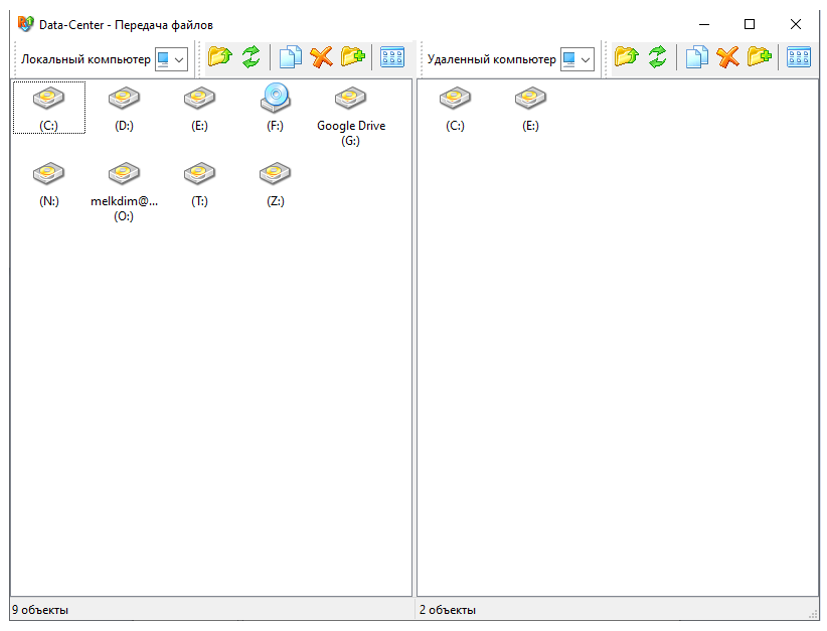 Data-Center - Передача файлов
Локальный компьютер
Удаленный компьютер
(C:)
(D:)
(E:)
(F:)
Google Drive
(G:)
(N:)
melkdim@...
(O:)
(T:)
(Z:)
(C:)
(E:)
9 объекты
2 объекты